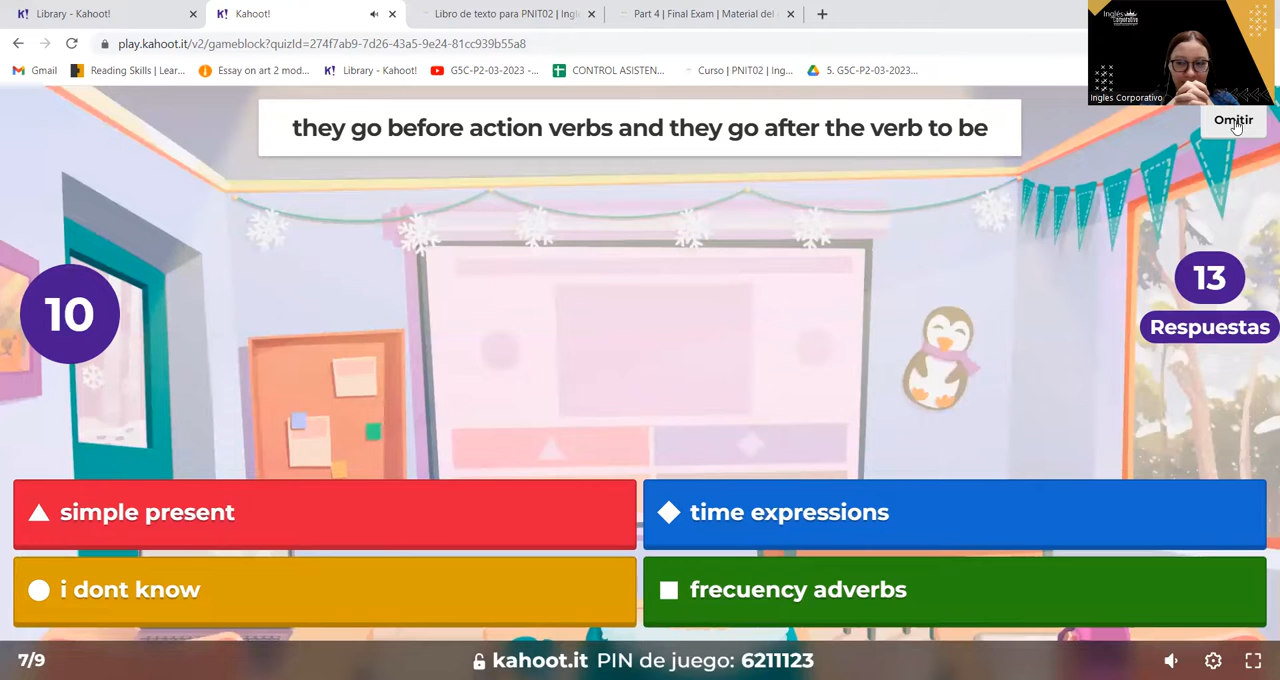 Library - Kahoot!
Kahoot!
Libro de texto para PNIT02 | Ingl
Part 4 | Final Exam | Material del
play.kahoot.it/v2/gameblock?quizId=274f7ab9-7d26-43a5-9e24-81cc939b55a8
Gmail
Reading Skills | Lear...
Essay on art 2 mod...
Library - Kahoot!
G5C-P2-03-2023 -...
CONTROL ASISTEN...
Curso | PNIT02 | Ing...
5. G5C-P2-03-2023...
Inglés
Corporativo
Ingles Corporativo
they go before action verbs and they go after the verb to be
Omitir
10
13
Respuestas
simple present
time expressions
i dont know
frecuency adverbs
7/9
kahoot.it PIN de juego: 6211123